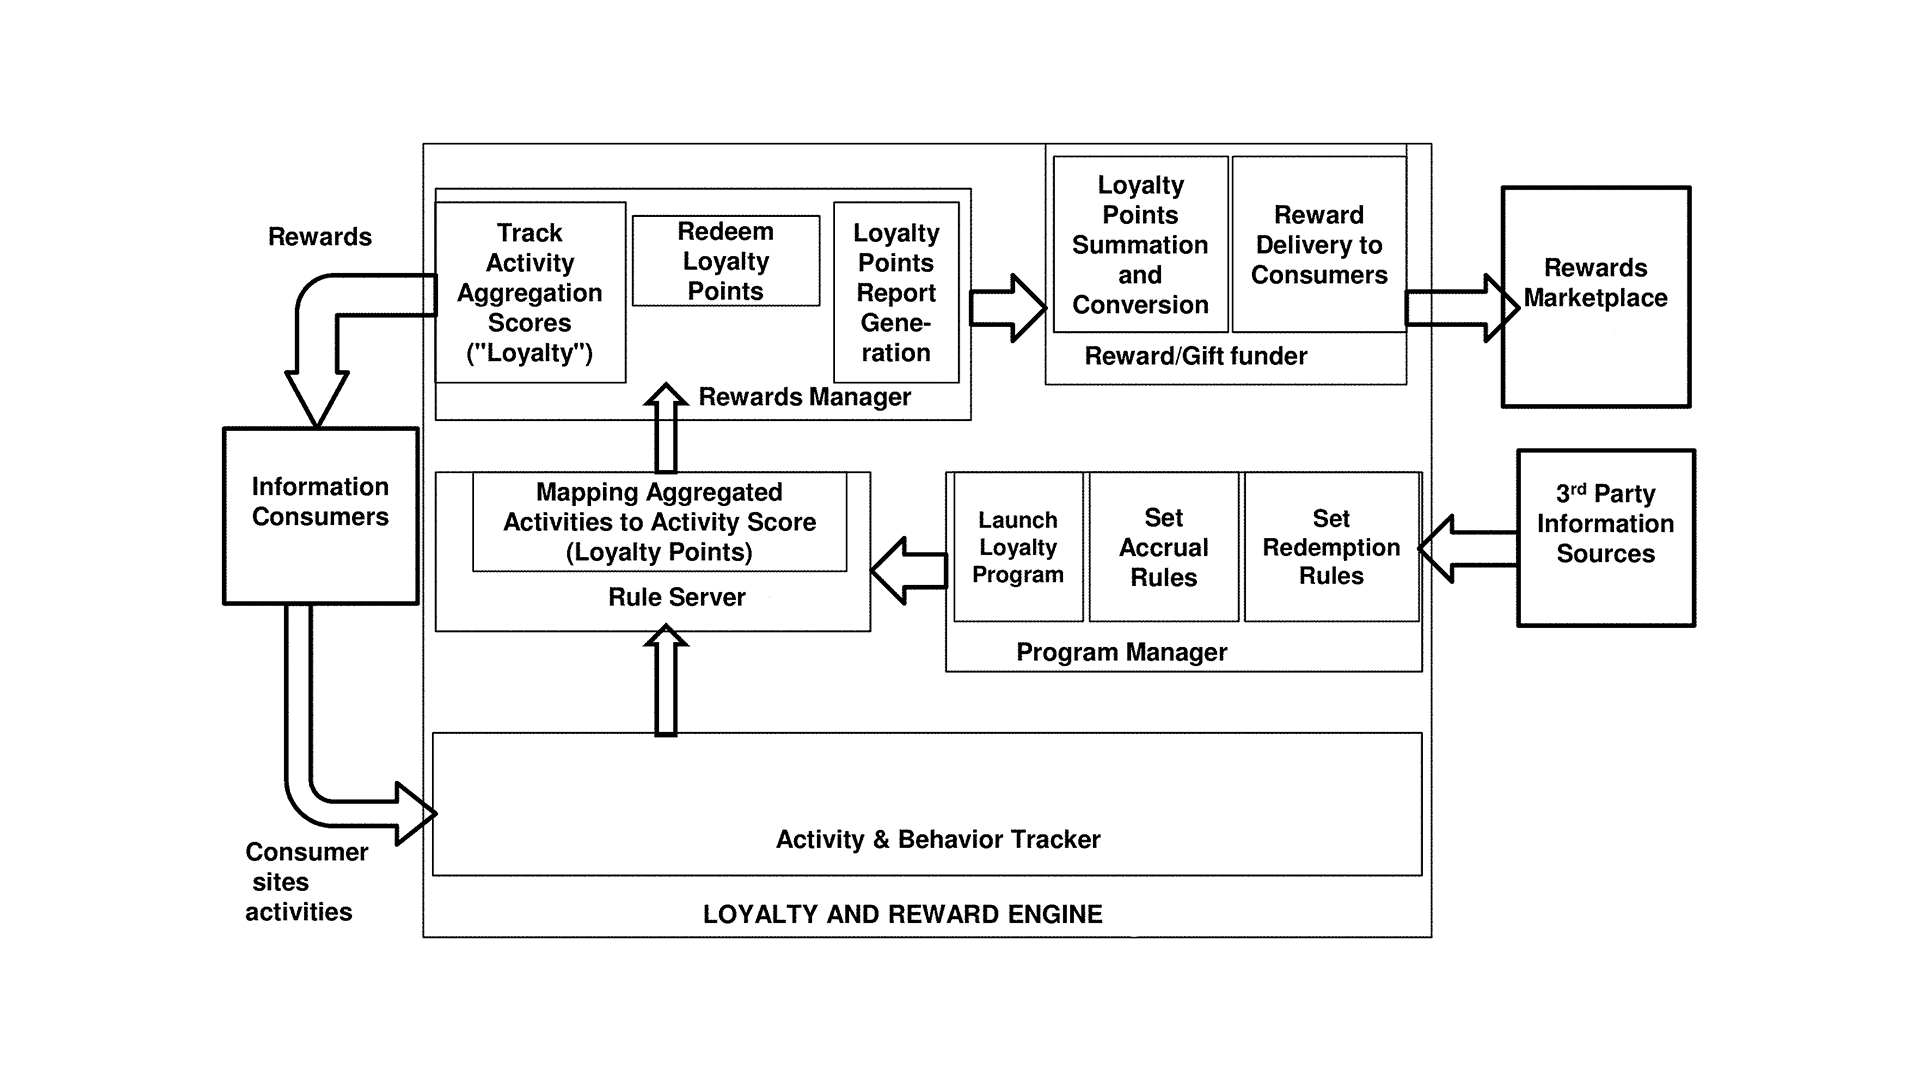 Rewards
Track
Activity
Aggregation
Scores
("Loyalty")
Redeem
Loyalty
Points
Loyalty
Points
Report
Gene-
ration
Rewards Manager
Loyalty
Points
Summation
and
Conversion
Reward
Delivery to
Consumers
Reward/Gift funder
Rewards
Marketplace
Information
Consumers
Mapping Aggregated
Activities to Activity Score
(Loyalty Points)
Rule Server
Launch
Loyalty
Program
Set
Accrual
Rules
Set
Redemption
Rules
Program Manager
3rd Party
Information
Sources
Consumer
sites
activities
Activity & Behavior Tracker
LOYALTY AND REWARD ENGINE